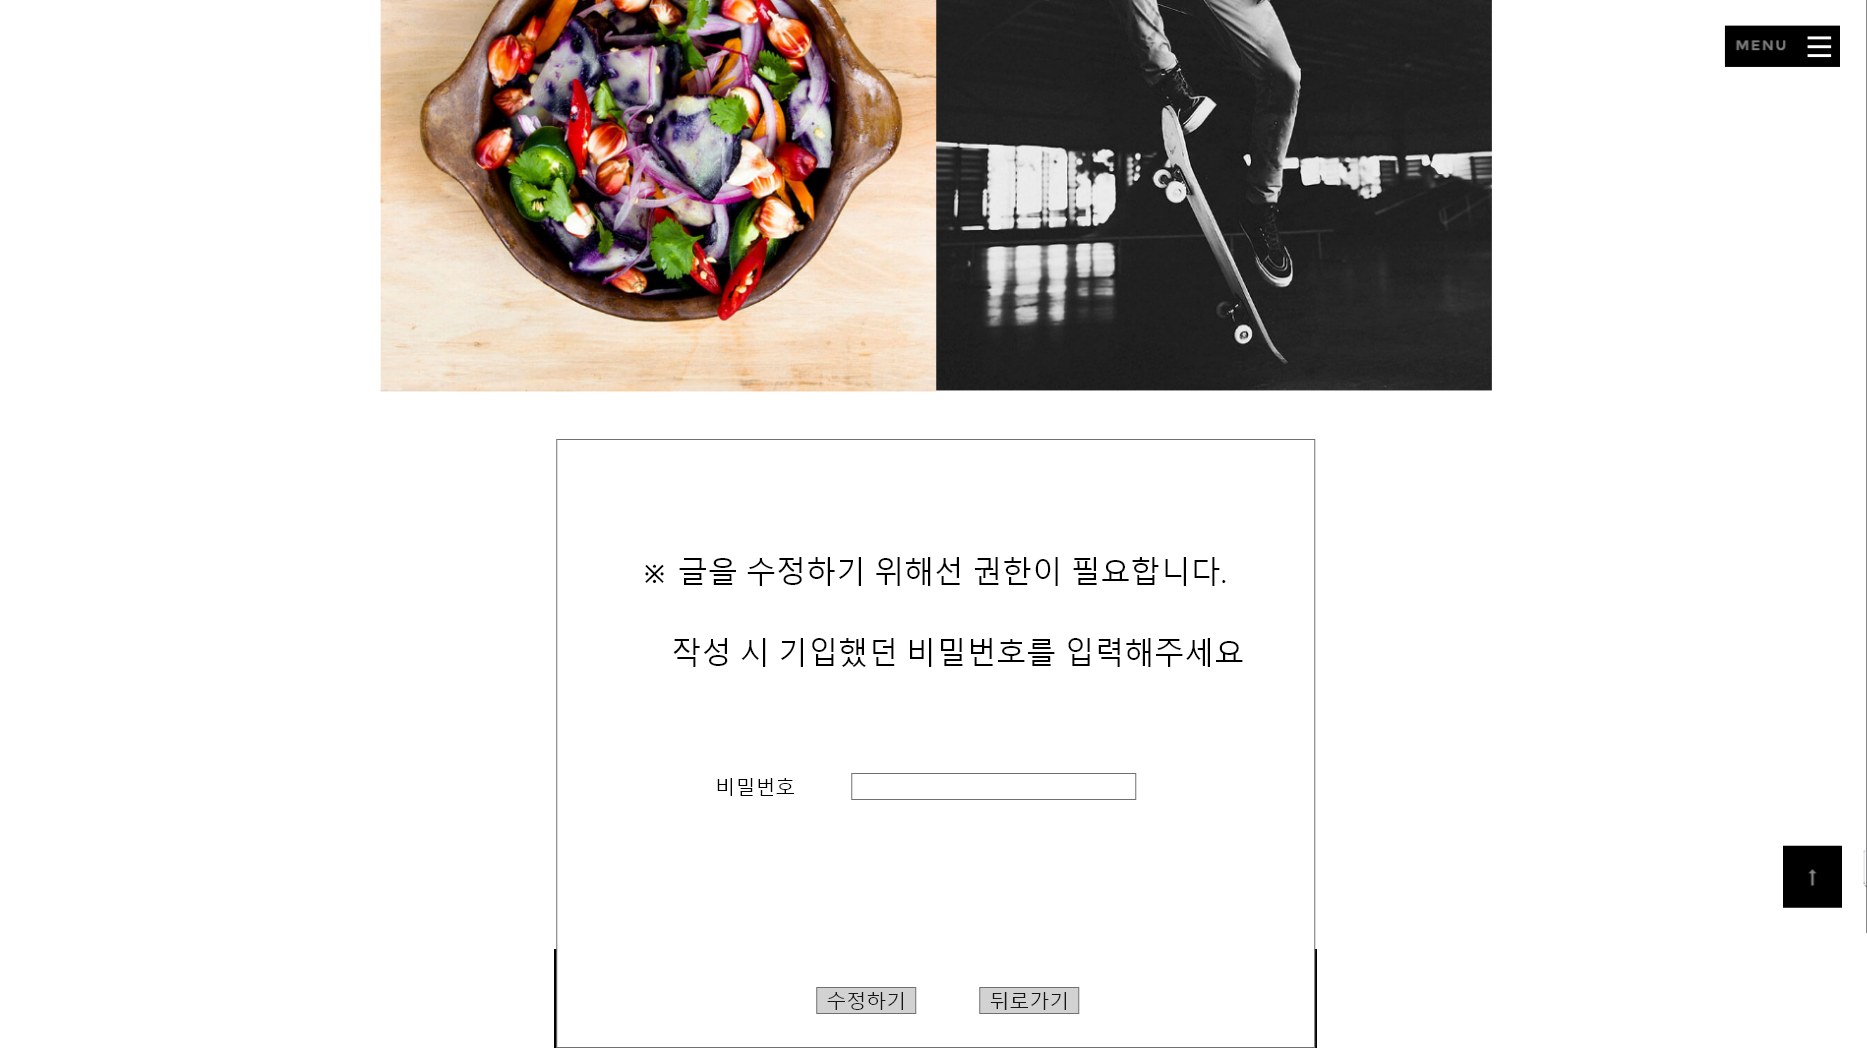 MENU
※ 글을 수정하기 위해선 권한이 필요합니다.
작성 시 기입했던 비밀번호를 입력해주세요
비밀번호
↑
수정하기 뒤로가기